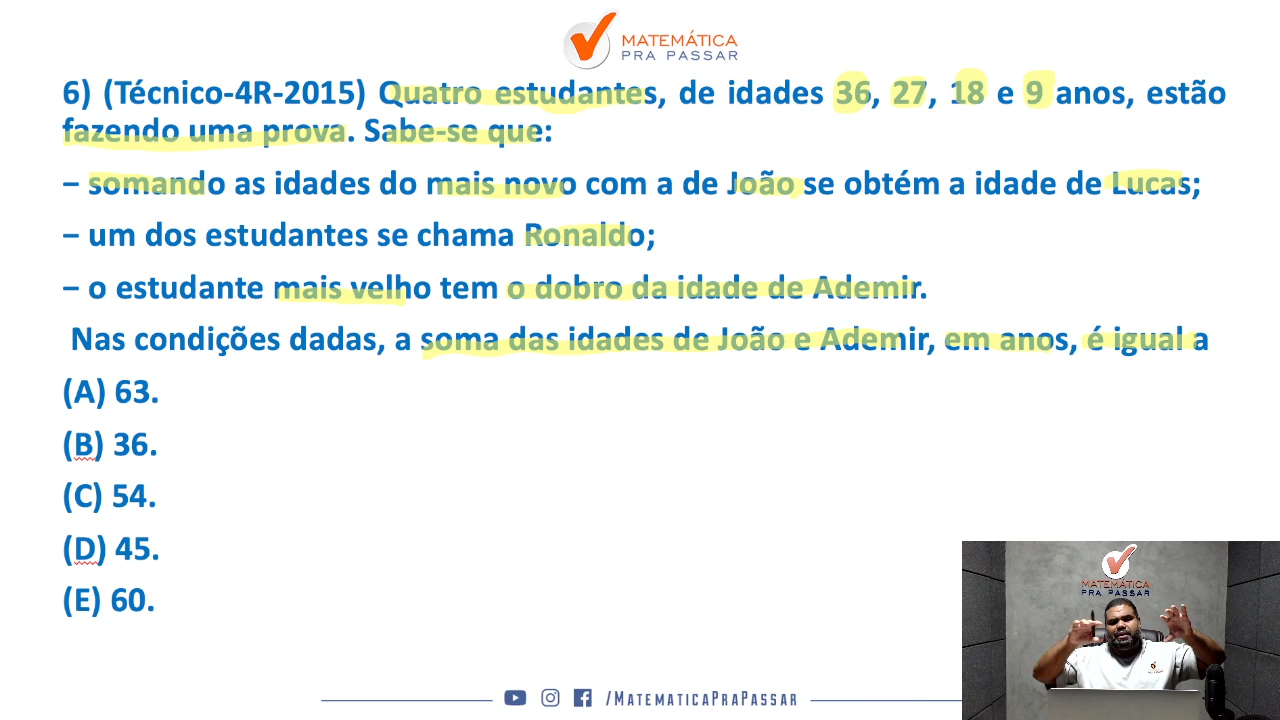 MATEMÁTICA
PRA PASSAR
6) (Técnico-4R-2015) Quatro estudantes, de idades 36, 27, 18 e 9 anos, estão
fazendo uma prova. Sabe-se que:
– somando as idades do mais novo com a de João se obtém a idade de Lucas;
– um dos estudantes se chama Ronaldo;
– o estudante mais velho tem o dobro da idade de Ademir.
Nas condições dadas, a soma das idades de João e Ademir, em anos, é igual a
(A) 63.
(B) 36.
(C) 54.
(D) 45.
(E) 60.
MATEMÁTICA
PRA PASSAR
/MATEMATICAPRAPASSAR